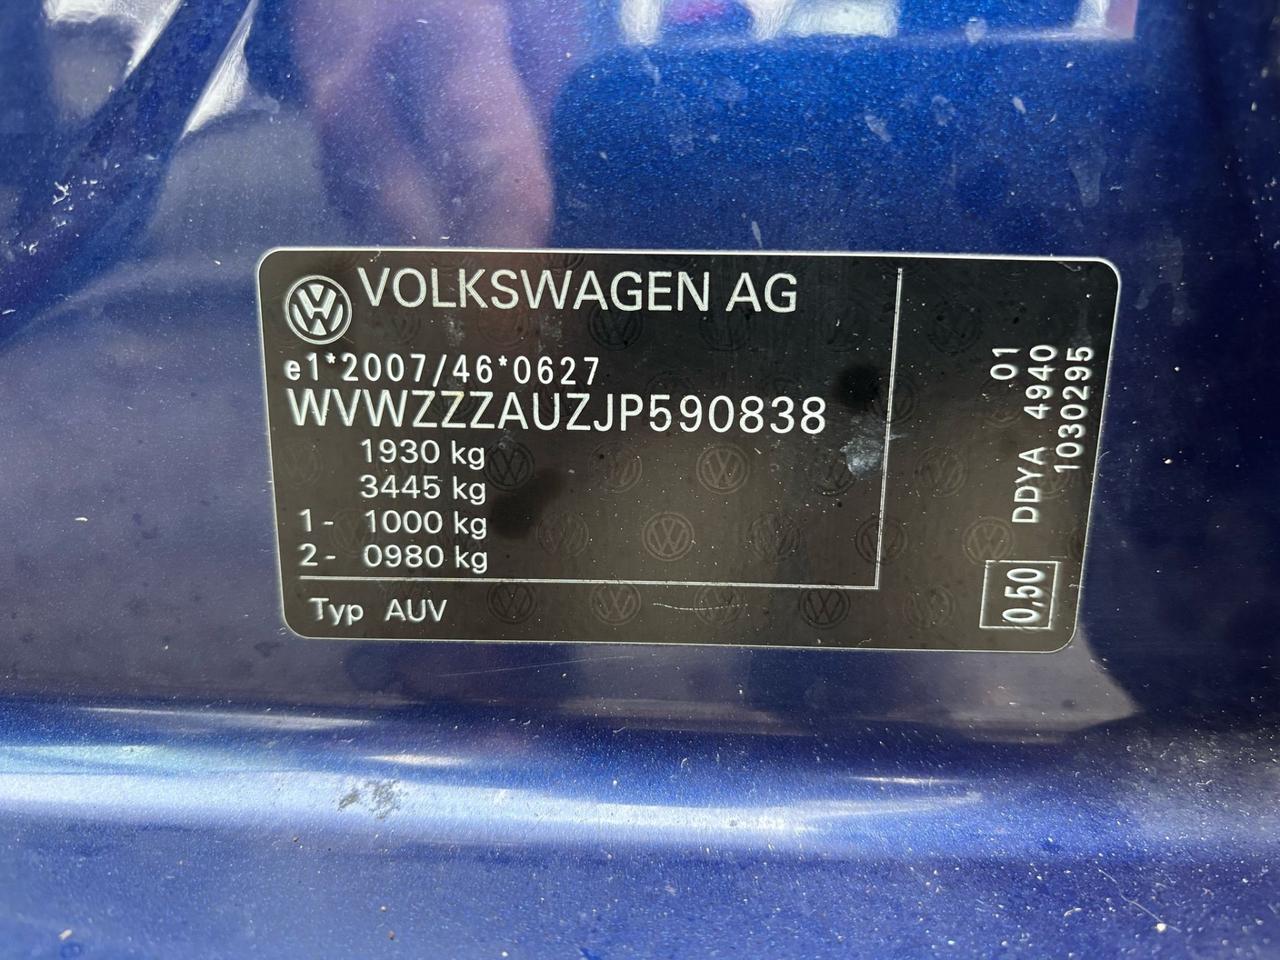 VOLKSWAGEN AG
e1*2007/46*0627
WVWZZZAUZJP590838
1930 kg
3445 kg
1- 1000 kg
2- 0980 kg
Typ AUV
01
DDYA 4940
1030295
0,50